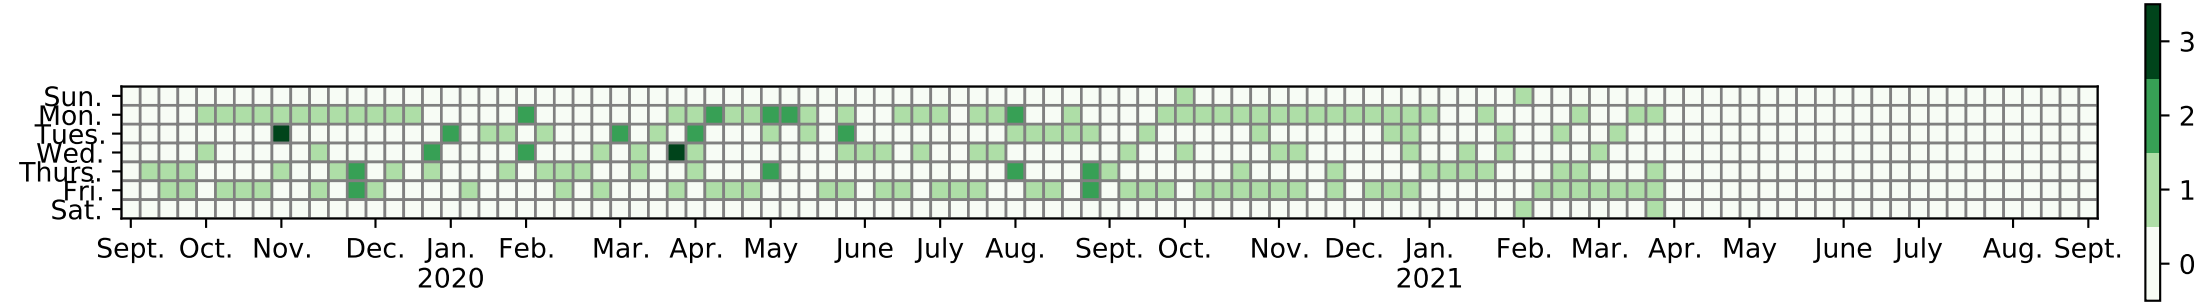 3
2
1
0
Sun.
Mon.
Tues.
Wed.
Thurs.
Fri.
Sat.
Sept. Oct. Nov. Dec. Jan. Feb. Mar. Apr. May June July Aug. Sept. Oct. Nov. Dec. Jan. Feb. Mar. Apr. May June July Aug. Sept.
2020 2021